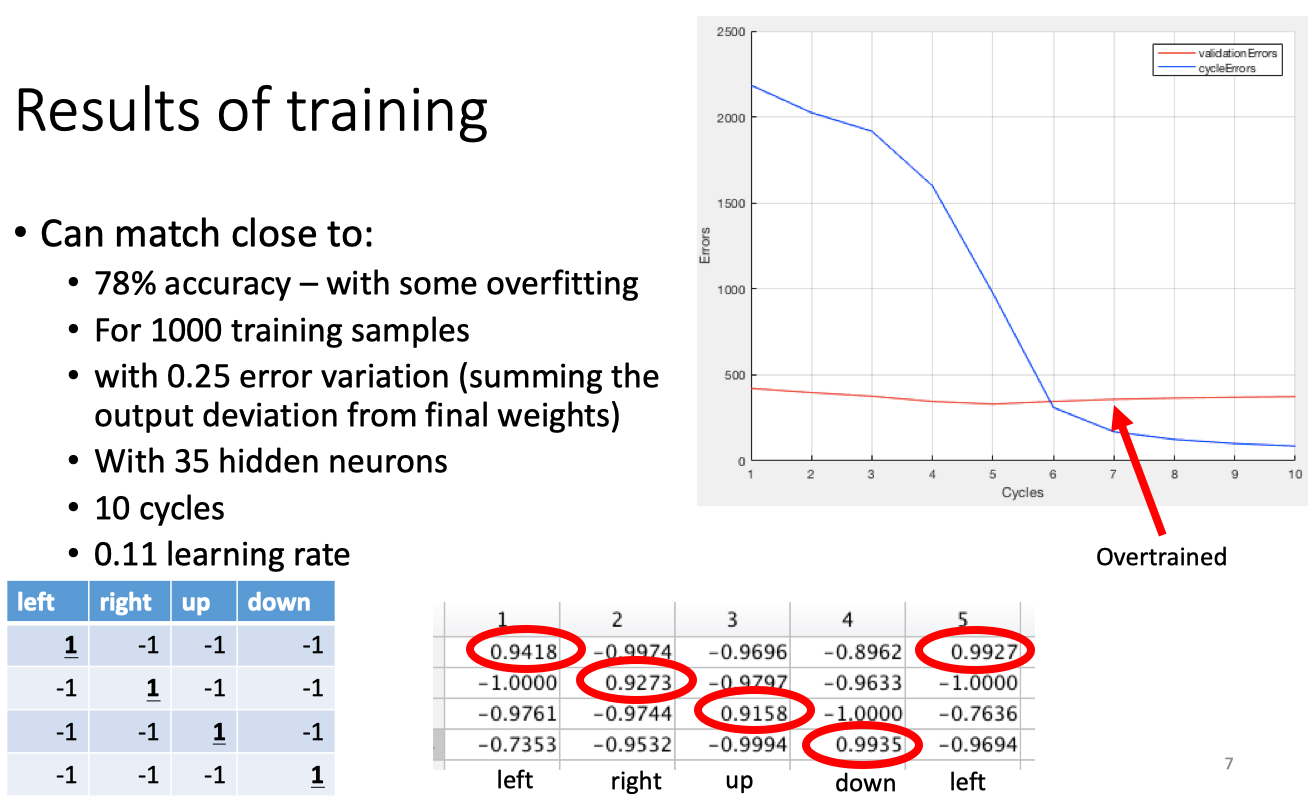 Results of training
• Can match close to:
• 78% accuracy – with some overfitting
• For 1000 training samples
• with 0.25 error variation (summing the
output deviation from final weights)
• With 35 hidden neurons
• 10 cycles
• 0.11 learning rate
2500
2000
1500
1000
500
0
Errors
validationErrors
cycleErrors
1 2 3 4 5 6 7 8 9 10
Cycles
Overtrained
left right up down
1 -1 -1 -1
-1 1 -1 -1
-1 -1 1 -1
-1 -1 -1 1
1 2 3 4 5
0.9418 −0.9974 −0.9696 −0.8962 0.9927
−1.0000 0.9273 −0.9797 −0.9633 −1.0000
−0.9761 −0.9744 0.9158 −1.0000 −0.7636
−0.7353 −0.9532 −0.9994 0.9935 −0.9694
left right up down left
7